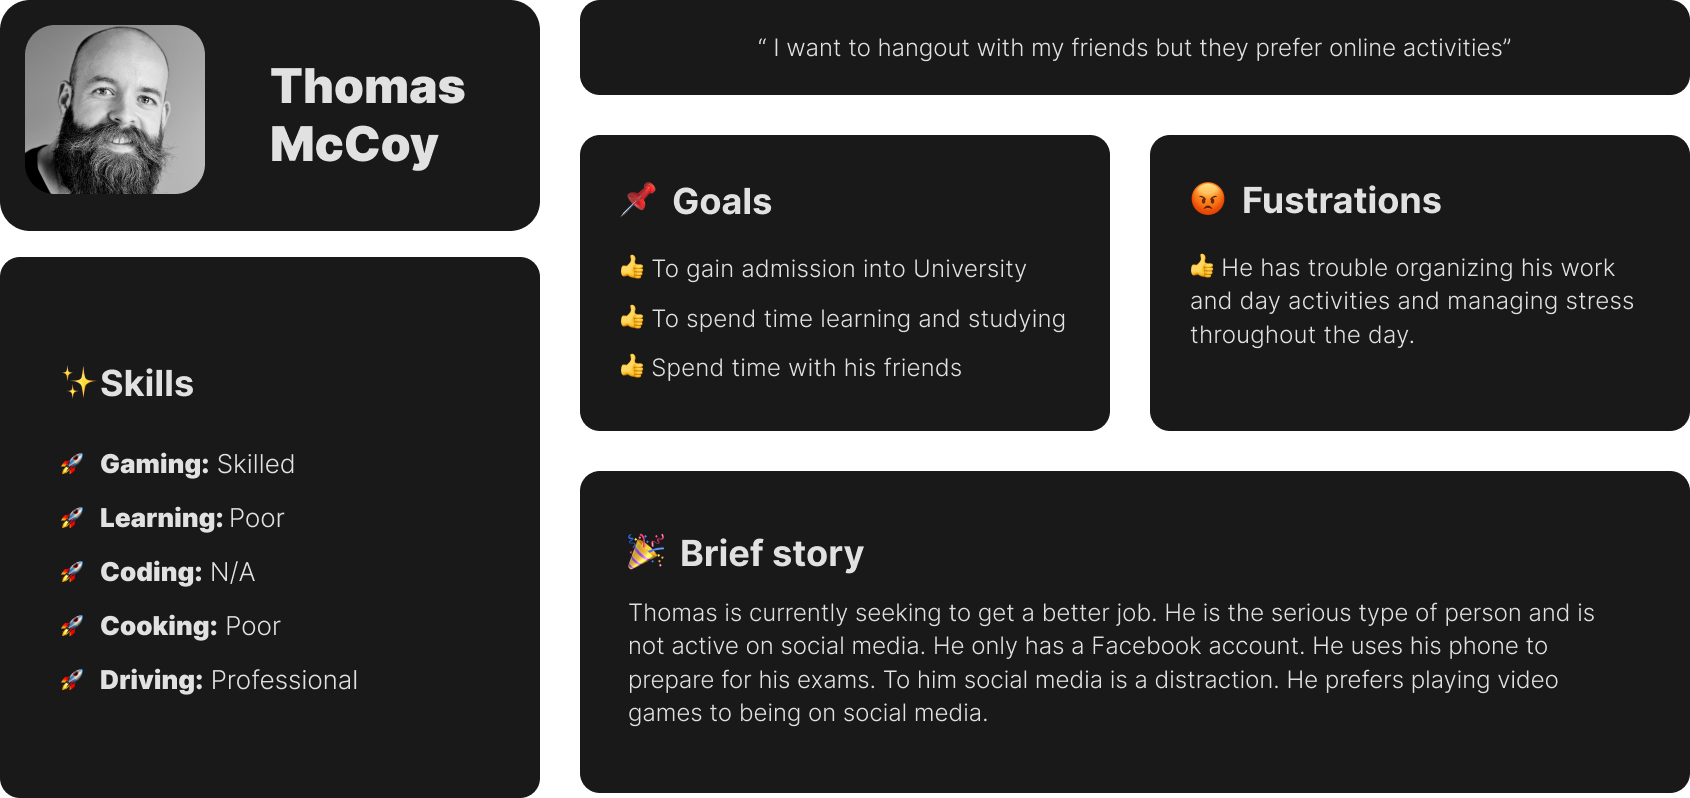 Thomas
McCoy
“ I want to hangout with my friends but they prefer online activities”
📌 Goals
👍 To gain admission into University
👍 To spend time learning and studying
👍 Spend time with his friends
😡 Fustrations
👍 He has trouble organizing his work
and day activities and managing stress
throughout the day.
✨ Skills
🚀 Gaming: Skilled
🚀 Learning: Poor
🚀 Coding: N/A
🚀 Cooking: Poor
🚀 Driving: Professional
🎉 Brief story
Thomas is currently seeking to get a better job. He is the serious type of person and is
not active on social media. He only has a Facebook account. He uses his phone to
prepare for his exams. To him social media is a distraction. He prefers playing video
games to being on social media.